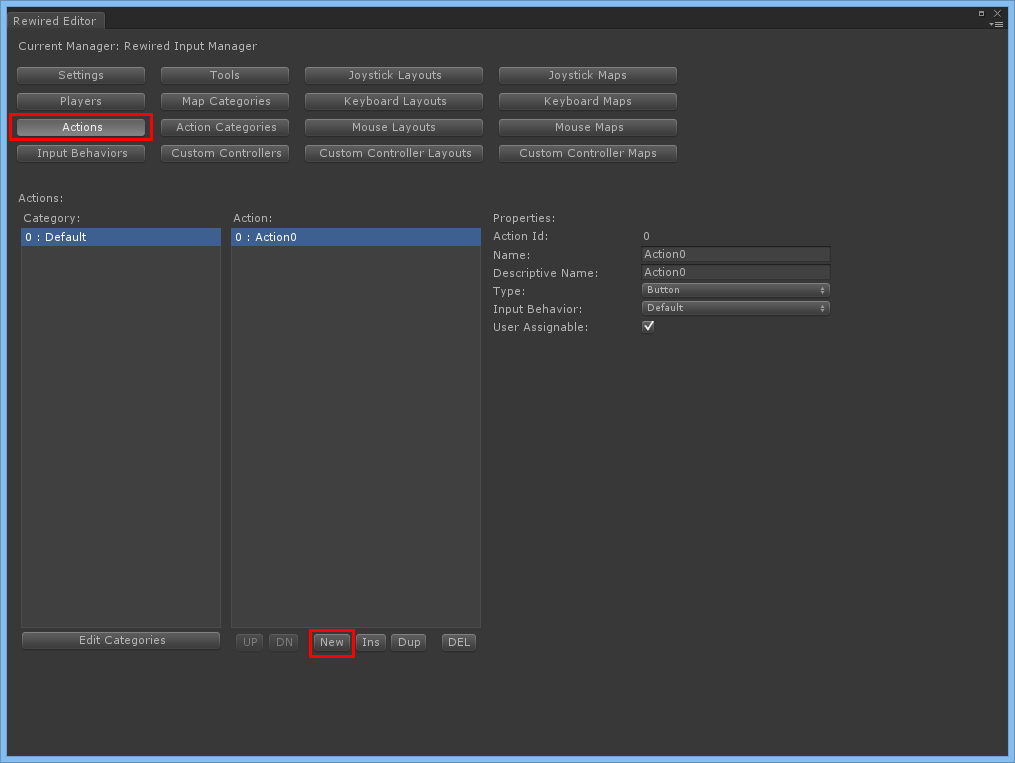 Rewired Editor
Current Manager: Rewired Input Manager
Settings Tools Joystick Layouts Joystick Maps
Players Map Categories Keyboard Layouts Keyboard Maps
Actions Action Categories Mouse Layouts Mouse Maps
Input Behaviors Custom Controllers Custom Controller Layouts Custom Controller Maps
Actions:
Category: Action: Properties:
0 : Default 0 : Action0 Action Id: 0
Name: Action0
Descriptive Name: Action0
Type: Button
Input Behavior: Default
User Assignable:
Edit Categories UP DN New Ins Dup DEL